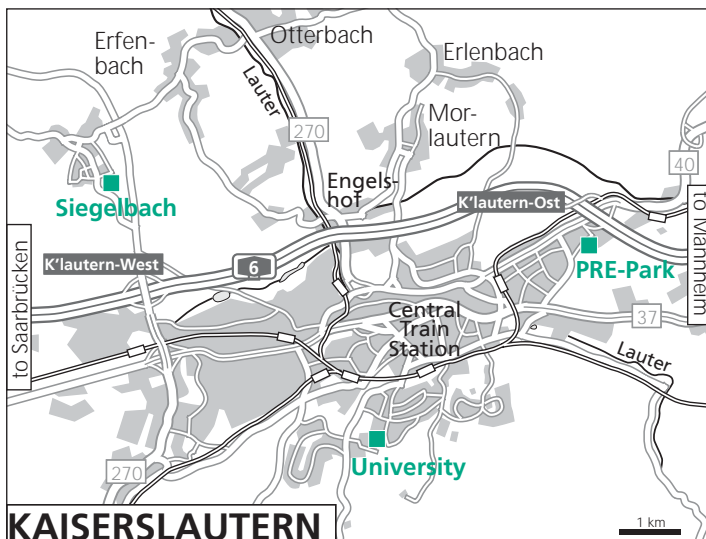 Erfen-
bach
Otterbach
Erlenbach
Lauter
270
Mor-
lautern
40
Engels-
hof
Siegelbach
K'lautern-Ost
to Mannheim
K'lautern-West
6
PRE-Park
to Saarbrücken
Central
Train
Station
37
Lauter
University
270
KAISERSLAUTERN
1 km